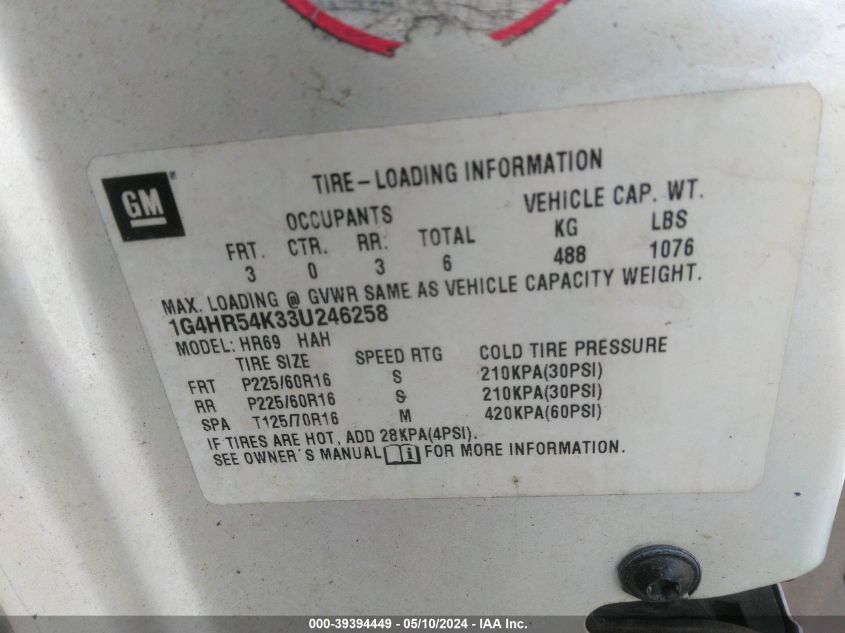 GM
TIRE-LOADING INFORMATION
OCCUPANTS VEHICLE CAP. WT.
FRT. CTR. RR: TOTAL KG LBS
3 0 3 6 488 1076
MAX. LOADING @ GVWR SAME AS VEHICLE CAPACITY WEIGHT.
1G4HR54K33U246258
MODEL: HR69 HAH
TIRE SIZE SPEED RTG COLD TIRE PRESSURE
FRT P225/60R16 S 210KPA(30PSI)
RR P225/60R16 S 210KPA(30PSI)
SPA T125/70R16 M 420KPA(60PSI)
IF TIRES ARE HOT, ADD 28KPA(4PSI).
SEE OWNER'S MANUAL i FOR MORE INFORMATION.
000-39394449 - 05/10/2024 - IAA Inc.